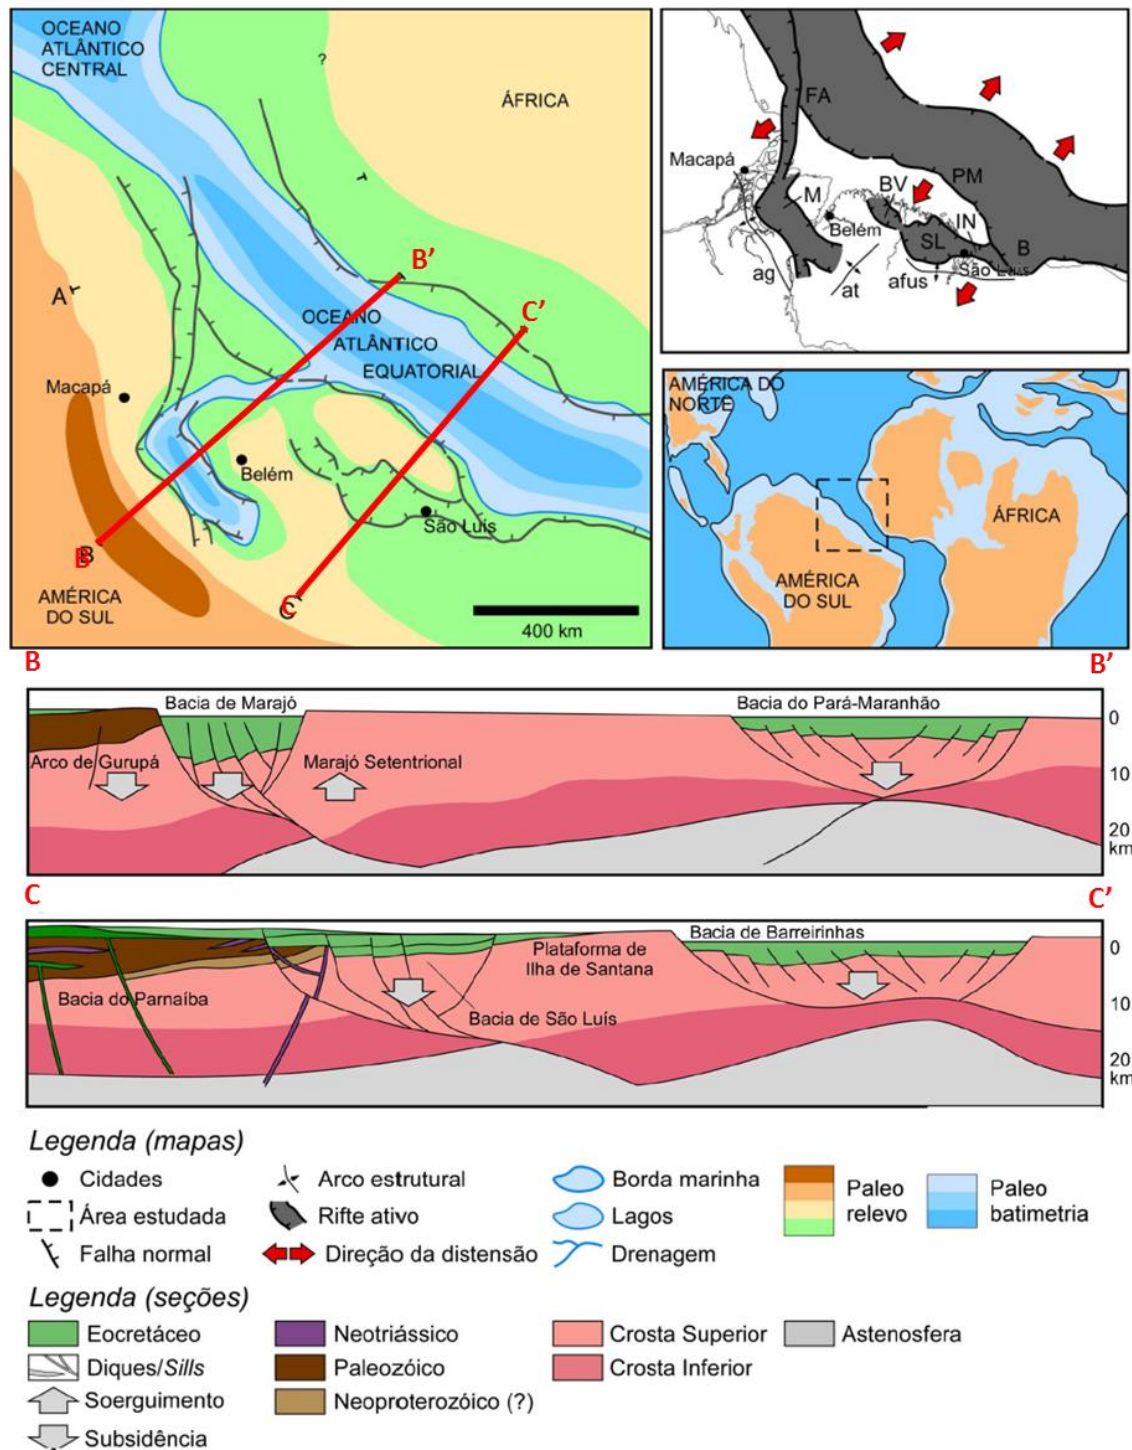 OCEANO
ATLÂNTICO
CENTRAL
?
ÁFRICA
A
B'
C'
OCEANO
ATLÂNTICO
EQUATORIAL
Macapá
Belém
São Luís
B
B
C
C
AMÉRICA
DO SUL
400 km
FA
Macapá
PM
M
BV
IN
Belém
SL
B
São Luís
ag
at
afus
AMÉRICA DO
NORTE
ÁFRICA
AMÉRICA
DO SUL
B
B'
Bacia de Marajó
Bacia do Pará-Maranhão
0
Arco de Gurupá
Marajó Setentrional
10
20
km
C
C'
Bacia de Barreirinhas
Plataforma de
Ilha de Santana
0
Bacia do Parnaíba
Bacia de São Luís
10
20
km
Legenda (mapas)
Cidades
Arco estrutural
Borda marinha
Paleo
relevo
Paleo
batimetria
Área estudada
Rifte ativo
Lagos
Falha normal
Direção da distensão
Drenagem
Legenda (seções)
Eocretáceo
Neotriássico
Crosta Superior
Astenosfera
Diques/Sills
Paleozóico
Crosta Inferior
Soerguimento
Neoproterozóico (?)
Subsidência